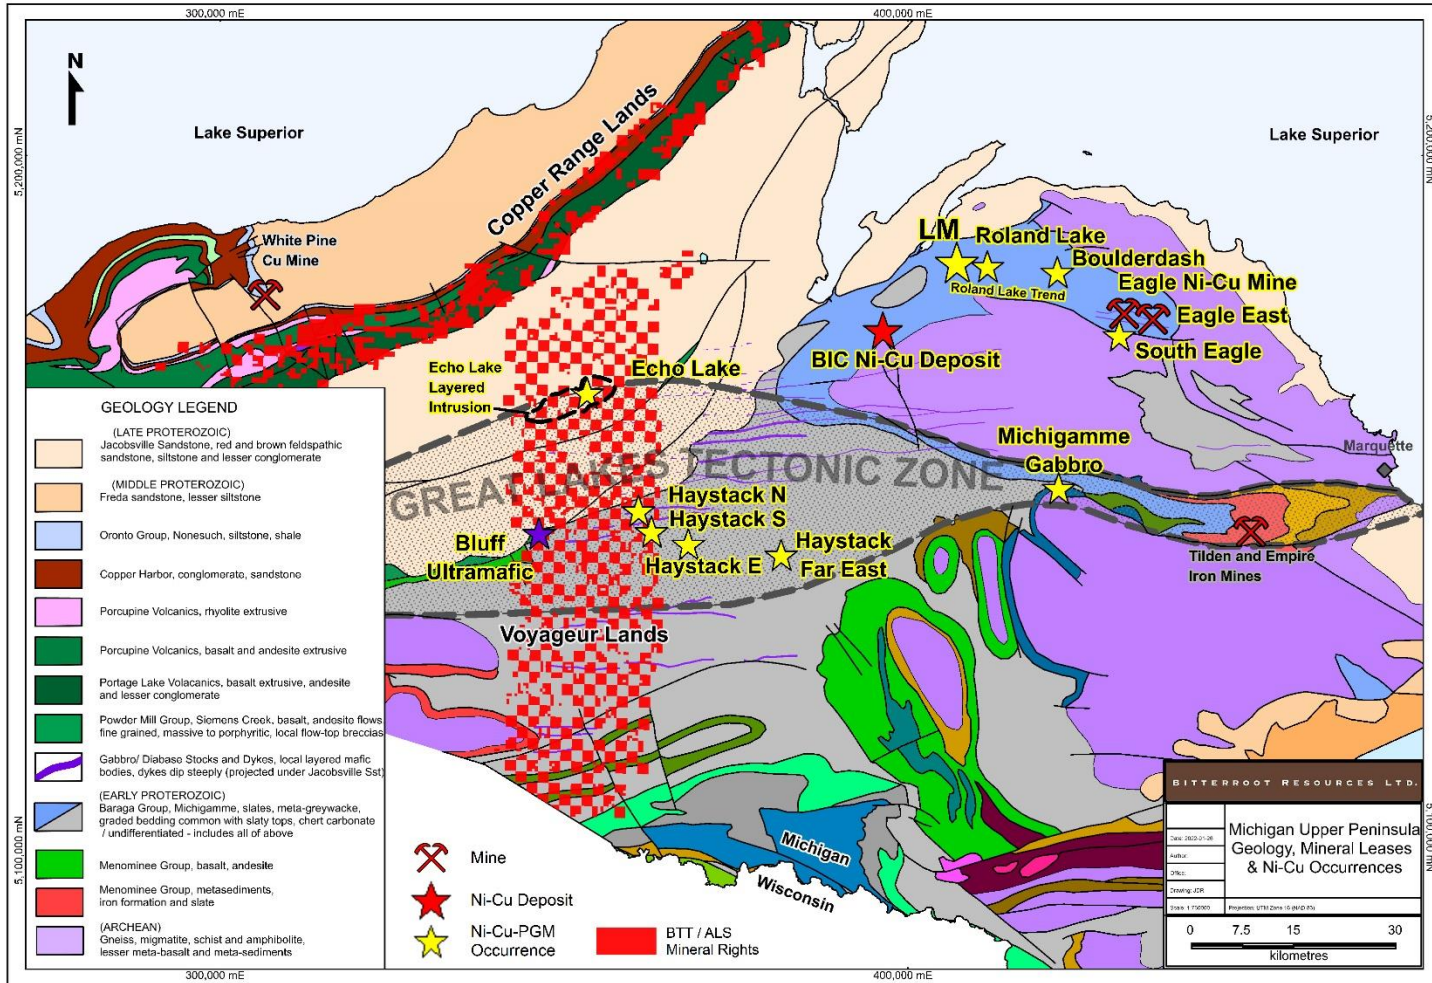 300,000 mE
400,000 mE
N
5,200,000 mN
5,200,000 mN
Lake Superior
Lake Superior
Copper Range Lands
White Pine
Cu Mine
LM
Roland Lake
Boulderdash
Roland Lake Trend
Eagle Ni-Cu Mine
Eagle East
South Eagle
BIC Ni-Cu Deposit
Echo Lake
Layered
Intrusion
Echo Lake
Michigamme
Gabbro
Marquette
GREAT LAKES TECTONIC ZONE
Haystack N
Haystack S
Haystack E
Haystack
Far East
Bluff
Ultramafic
Tilden and Empire
Iron Mines
Voyageur Lands
Michigan
Wisconsin
GEOLOGY LEGEND
(LATE PROTEROZOIC)
Jacobsville Sandstone, red and brown feldspathic
sandstone, siltstone and lesser conglomerate
(MIDDLE PROTEROZOIC)
Freda sandstone, lesser siltstone
Oronto Group, Nonesuch, siltstone, shale
Copper Harbor, conglomerate, sandstone
Porcupine Volcanics, rhyolite extrusive
Porcupine Volcanics, basalt and andesite extrusive
Portage Lake Volacanics, basalt extrusive, andesite
and lesser conglomerate
Powder Mill Group, Siemens Creek, basalt, andosite flows
fine grained, massive to porphyritic, local flow-top breccias
Gabbro/ Diabase Stocks and Dykes, local layered mafic
bodies, dykes dip steeply (projected under Jacobsville Sst)
(EARLY PROTEROZOIC)
Baraga Group, Michigamme, slates, meta-greywacke,
graded bedding common with slaty tops, chert carbonate
/ undifferentiated - includes all of above
Menominee Group, basalt, andesite
Menominee Group, metasediments,
iron formation and slate
(ARCHEAN)
Gneiss, migmatite, schist and amphibolite,
lesser meta-basalt and meta-sediments
Mine
Ni-Cu Deposit
Ni-Cu-PGM
Occurrence
BTT / ALS
Mineral Rights
BITTERROOT RESOURCES LTD.
Michigan Upper Peninsula
Geology, Mineral Leases
& Ni-Cu Occurrences
Author:
Office:
Drawing: JDR
0 7.5 15 30
kilometres
5,100,000 mN
5,100,000 mN
300,000 mE
400,000 mE